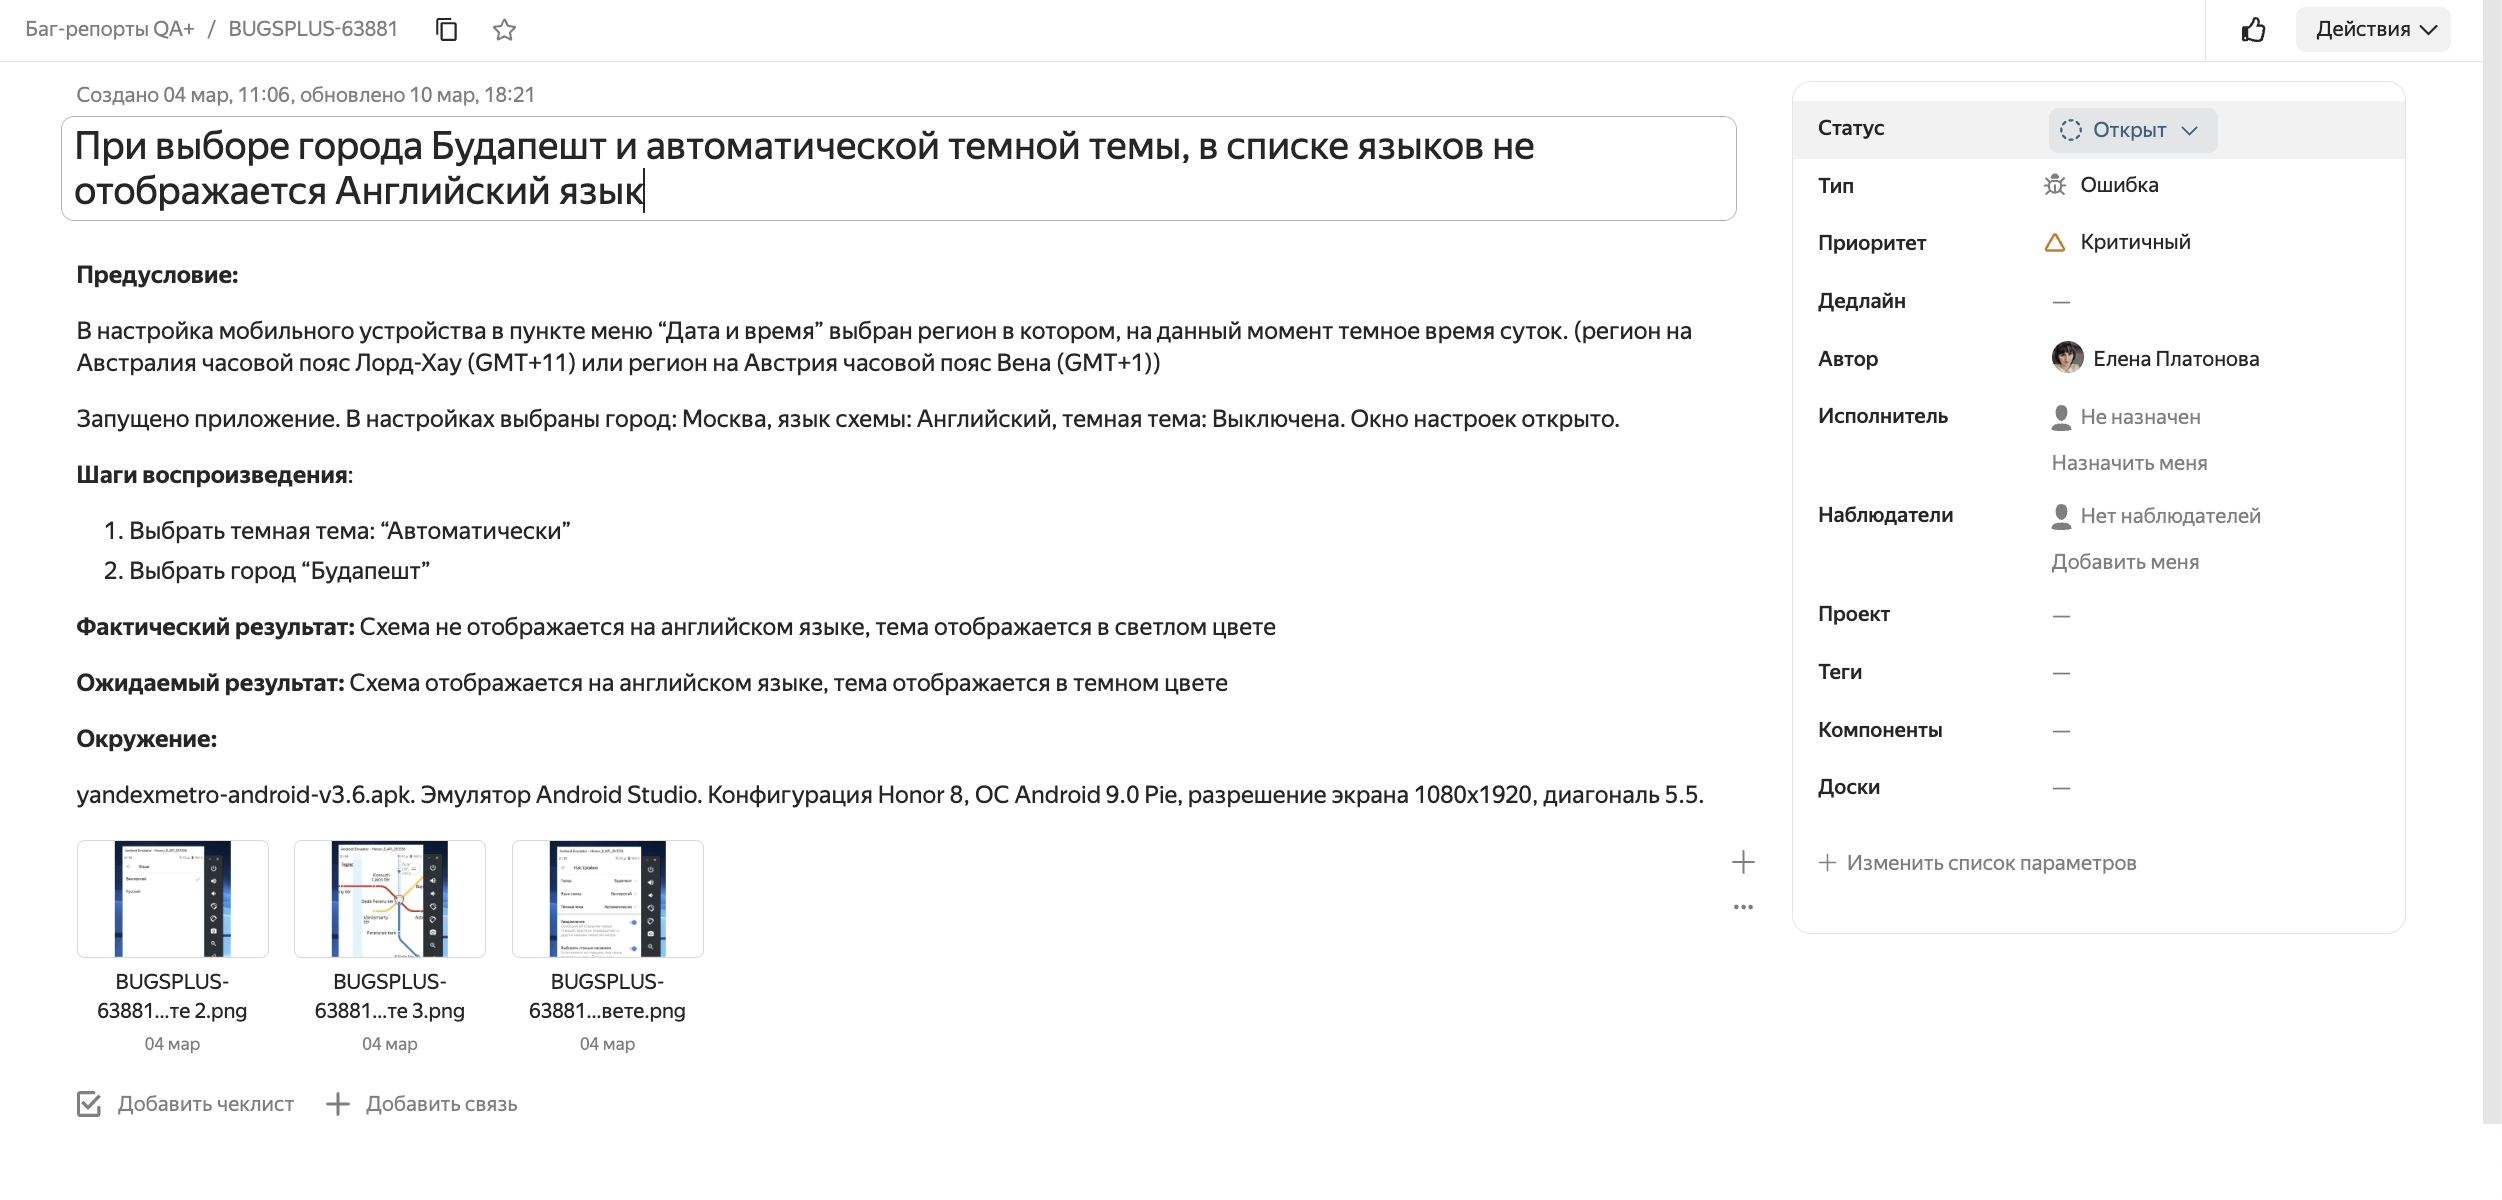 Баг-репорты QA+ / BUGSPLUS-63881
Действия
Создано 04 мар, 11:06, обновлено 10 мар, 18:21
При выборе города Будапешт и автоматической темной темы, в списке языков не
отображается Английский язык
Предусловие:
В настройка мобильного устройства в пункте меню “Дата и время” выбран регион в котором, на данный момент темное время суток. (регион на
Австралия часовой пояс Лорд-Хау (GMT+11) или регион на Австрия часовой пояс Вена (GMT+1))
Запущено приложение. В настройках выбраны город: Москва, язык схемы: Английский, темная тема: Выключена. Окно настроек открыто.
Шаги воспроизведения:
1. Выбрать темная тема: “Автоматически”
2. Выбрать город “Будапешт”
Фактический результат: Схема не отображается на английском языке, тема отображается в светлом цвете
Ожидаемый результат: Схема отображается на английском языке, тема отображается в темном цвете
Окружение:
yandexmetro-android-v3.6.apk. Эмулятор Android Studio. Конфигурация Honor 8, ОС Android 9.0 Pie, разрешение экрана 1080x1920, диагональ 5.5.
BUGSPLUS-
63881...те 2.png
04 мар
BUGSPLUS-
63881...те 3.png
04 мар
BUGSPLUS-
63881...вете.png
04 мар
Добавить чеклист
Добавить связь
Статус
Открыт
Тип
Ошибка
Приоритет
Критичный
Дедлайн
—
Автор
Елена Платонова
Исполнитель
Не назначен
Назначить меня
Наблюдатели
Нет наблюдателей
Добавить меня
Проект
—
Теги
—
Компоненты
—
Доски
—
Изменить список параметров